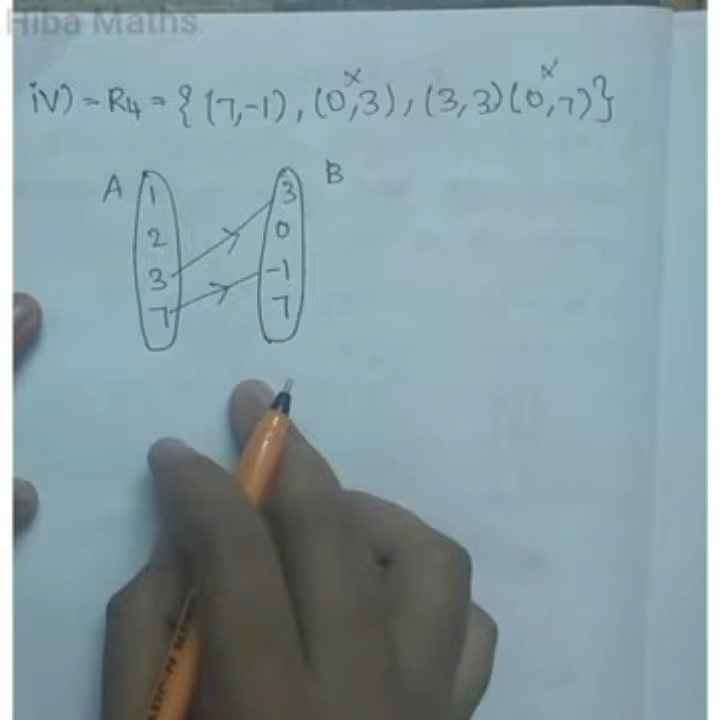 Hiba Maths
iv) - R4 = { (7,-1), (0,3), (3,3) (0,7) }
x x
A B
1 3
2 0
3 -1
7 7